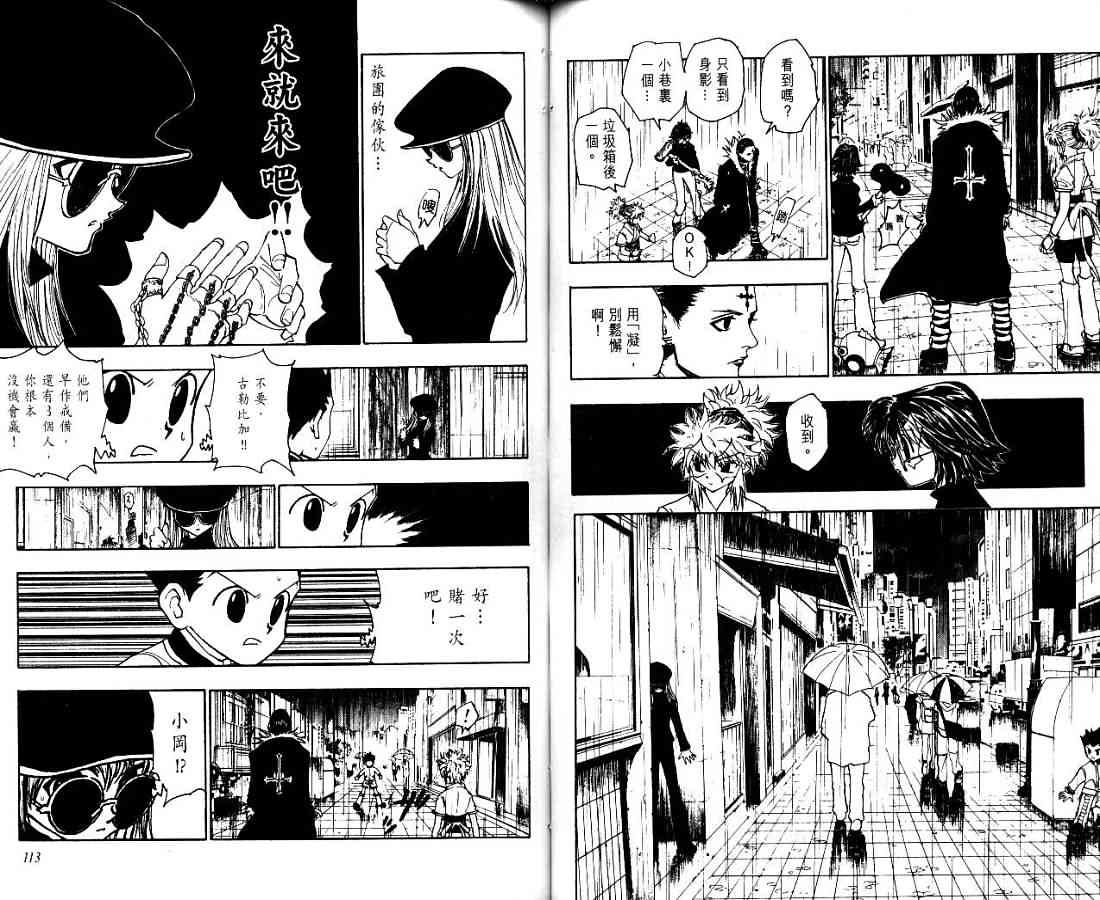 看到嗎？
只看到
身影…
小巷裏
一個…
垃圾箱後
一個。
踏
OK！
踏
用「凝」，
別鬆懈
啊！
收到。
旅團的傢伙…
嗖
來就來吧!!
不要，
古勒比加!!
他們
早作戒備，
還有3個人，
你根本
沒機會贏！
好…
賭一次
吧！
！
小岡!?
113